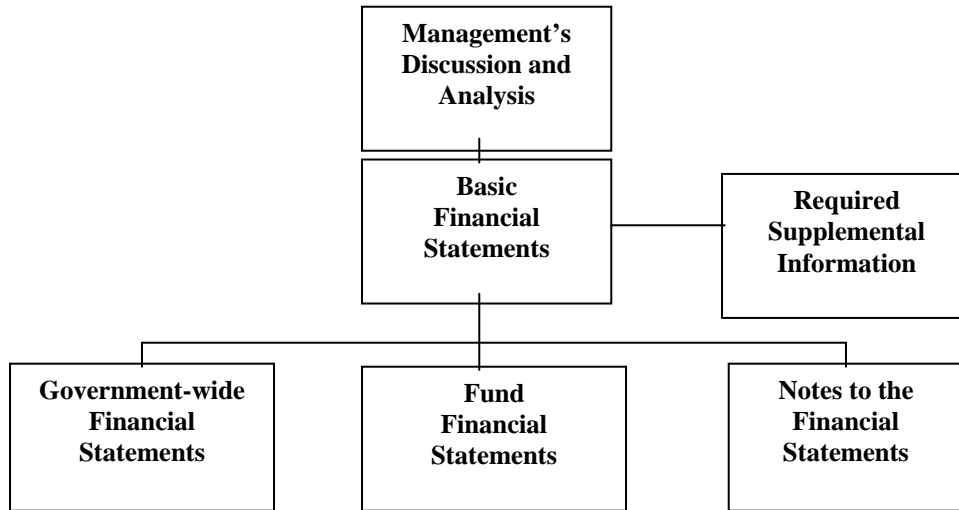 Management’s
Discussion and
Analysis
Basic
Financial
Statements
Required
Supplemental
Information
Government-wide
Financial
Statements
Fund
Financial
Statements
Notes to the
Financial
Statements